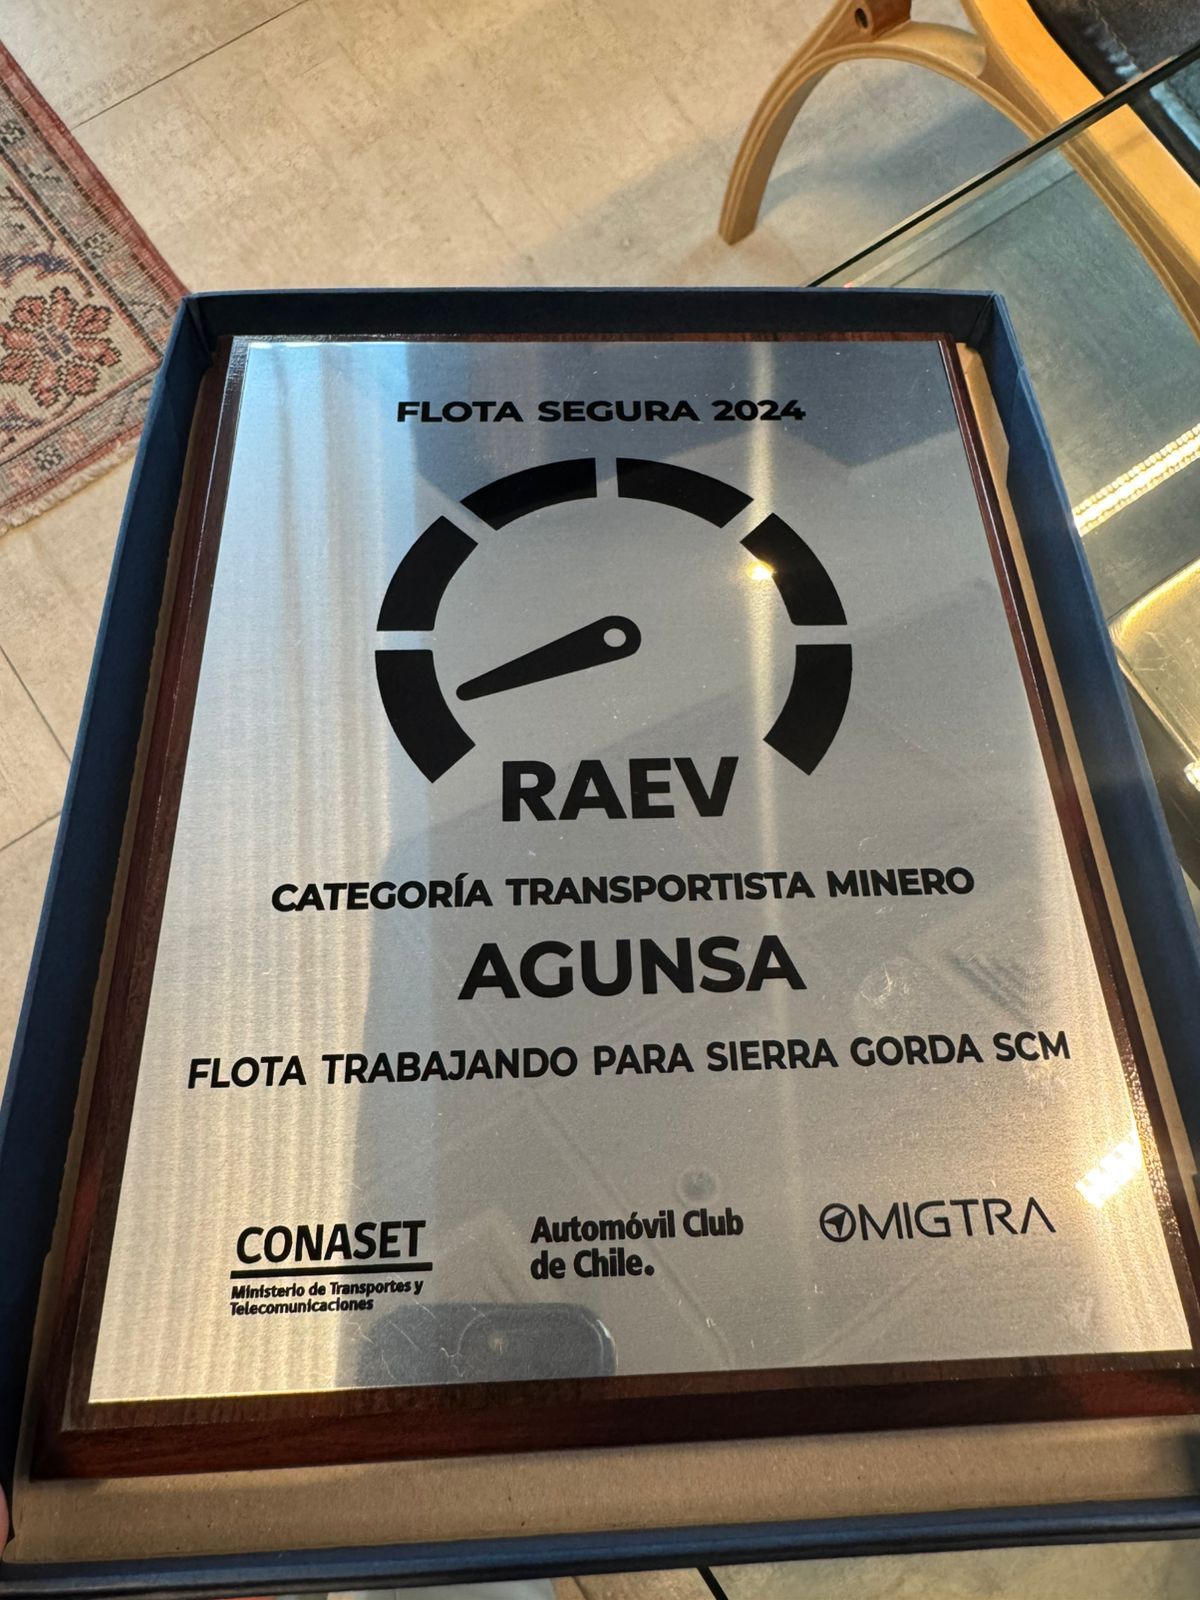 FLOTA SEGURA 2024
RAEV
CATEGORÍA TRANSPORTISTA MINERO
AGUNSA
FLOTA TRABAJANDO PARA SIERRA GORDA SCM
CONASET
Ministerio de Transportes y
Telecomunicaciones
Automóvil Club
de Chile.
MIGTRA